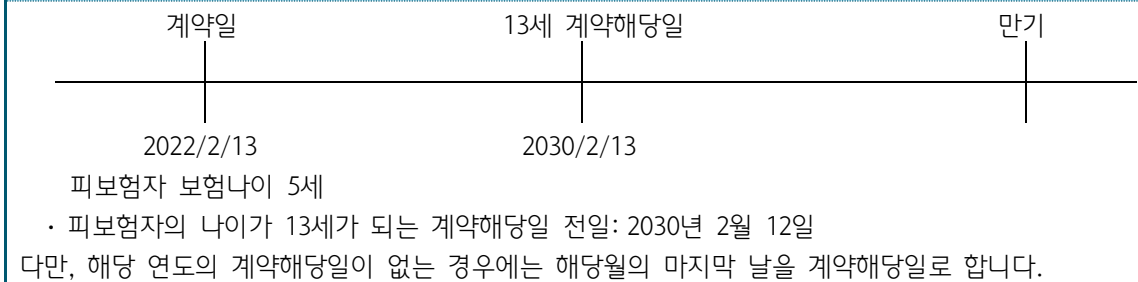 계약일 13세 계약해당일 만기
2022/2/13 2030/2/13
피보험자 보험나이 5세
· 피보험자의 나이가 13세가 되는 계약해당일 전일: 2030년 2월 12일
다만, 해당 연도의 계약해당일이 없는 경우에는 해당월의 마지막 날을 계약해당일로 합니다.